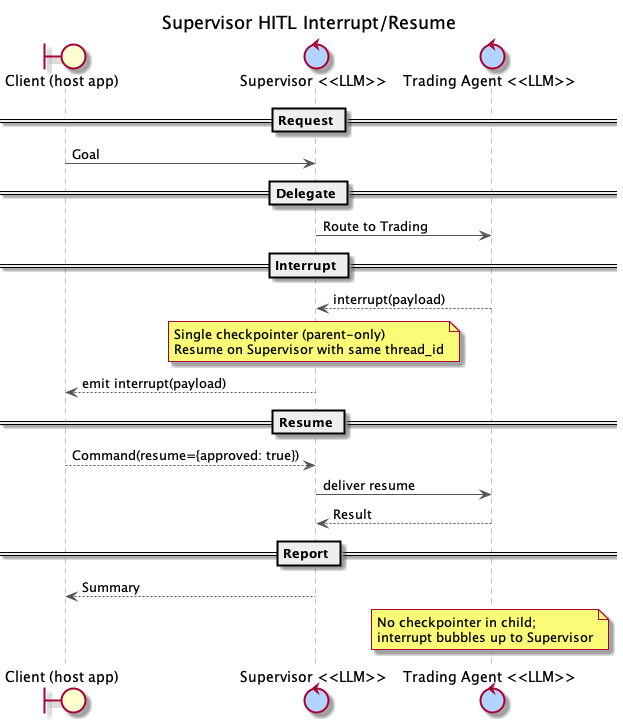 Supervisor HITL Interrupt/Resume
Client (host app)
Supervisor <<LLM>>
Trading Agent <<LLM>>
Request
Goal
Delegate
Route to Trading
Interrupt
interrupt(payload)
Single checkpointer (parent-only)
Resume on Supervisor with same thread_id
emit interrupt(payload)
Resume
Command(resume={approved: true})
deliver resume
Result
Report
Summary
No checkpointer in child;
interrupt bubbles up to Supervisor
Client (host app)
Supervisor <<LLM>>
Trading Agent <<LLM>>